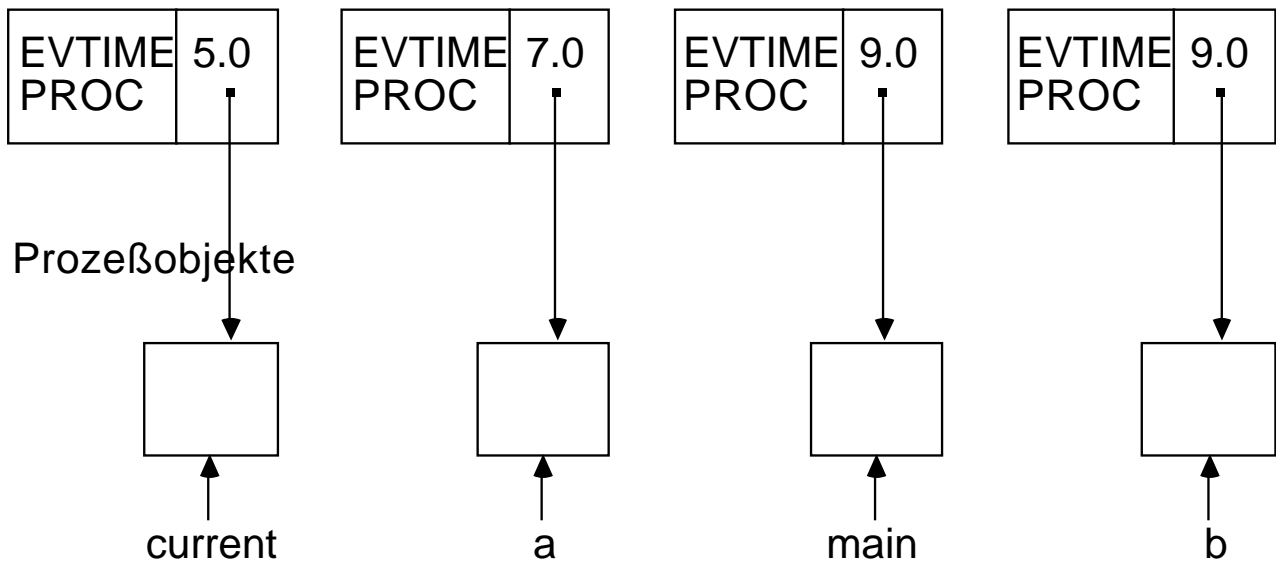 EVTIME 5.0
PROC
EVTIME 7.0
PROC
EVTIME 9.0
PROC
EVTIME 9.0
PROC
Prozeßobjekte
current
a
main
b